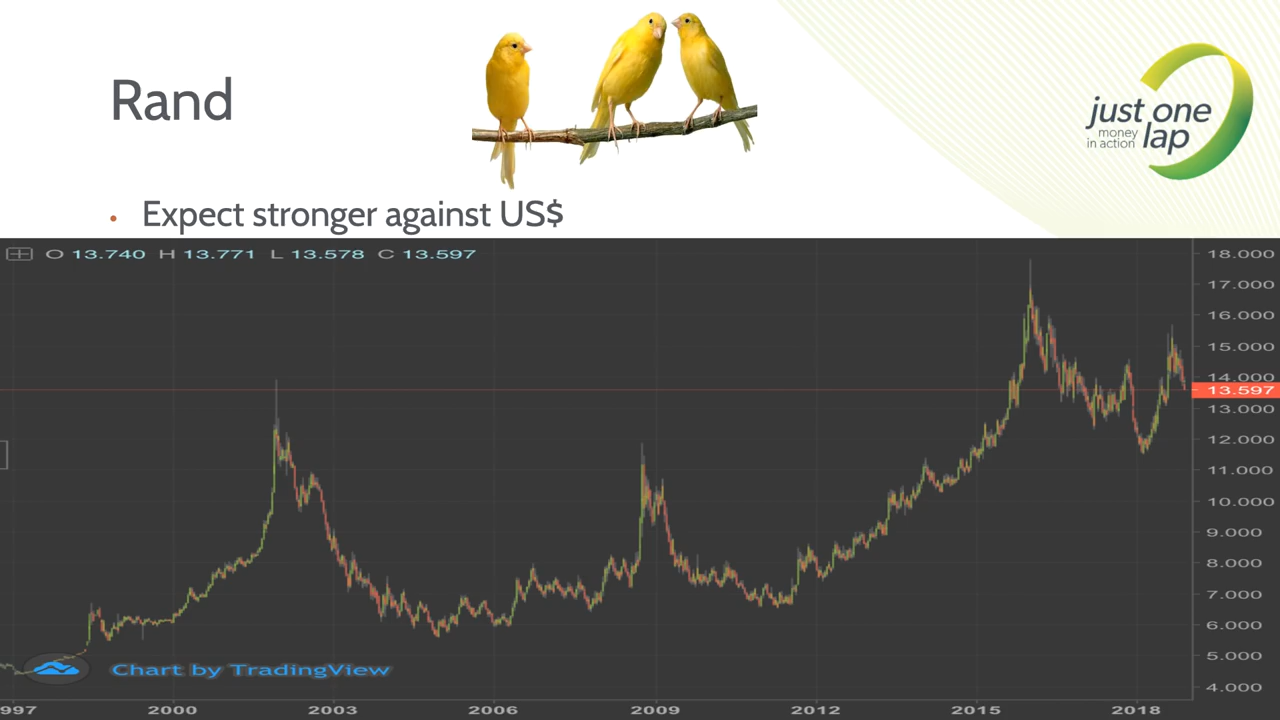 Rand
just one
money
in action
lap
• Expect stronger against US$
O 13.740 H 13.771 L 13.578 C 13.597
18.000
17.000
16.000
15.000
14.000
13.597
13.000
12.000
11.000
10.000
9.000
8.000
7.000
6.000
5.000
4.000
Chart by TradingView
997 2000 2003 2006 2009 2012 2015 2018